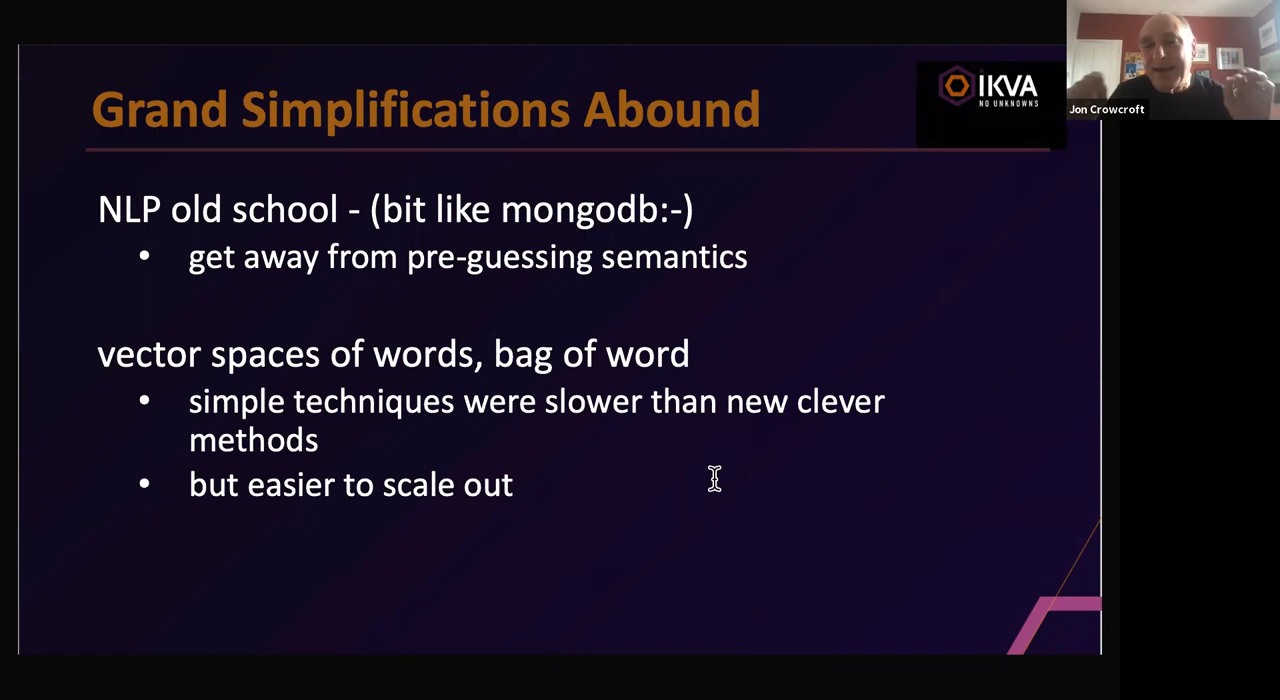 Grand Simplifications Abound
IKVA
NO UNKNOWNS
Jon Crowcroft
NLP old school - (bit like mongodb:-)
• get away from pre-guessing semantics
vector spaces of words, bag of word
• simple techniques were slower than new clever
methods
• but easier to scale out